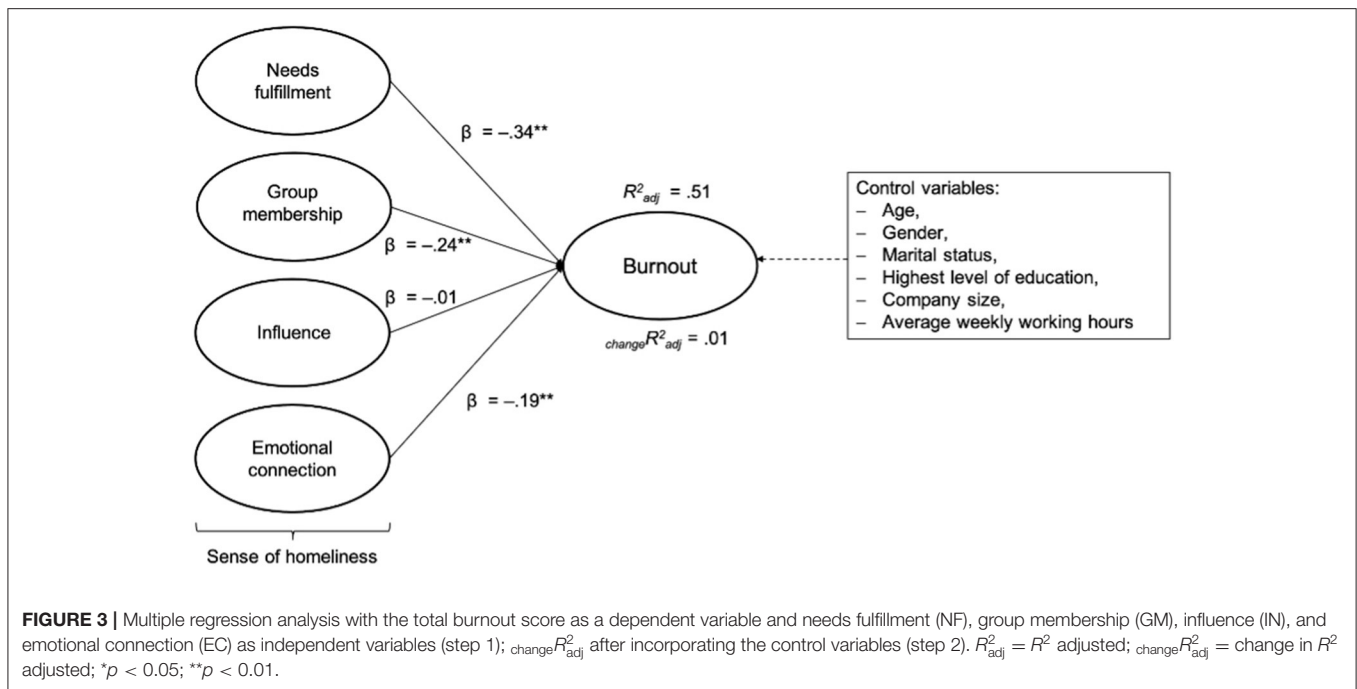 Needs
fulfillment
β = –.34**
Group
membership
β = –.24**
R²adj = .51
Burnout
β = –.01
Influence
changeR²adj = .01
β = –.19**
Emotional
connection
Sense of homeliness
Control variables:
– Age,
– Gender,
– Marital status,
– Highest level of education,
– Company size,
– Average weekly working hours
FIGURE 3 | Multiple regression analysis with the total burnout score as a dependent variable and needs fulfillment (NF), group membership (GM), influence (IN), and
emotional connection (EC) as independent variables (step 1); changeR²adj after incorporating the control variables (step 2). R²adj = R² adjusted; changeR²adj = change in R²
adjusted; *p < 0.05; **p < 0.01.